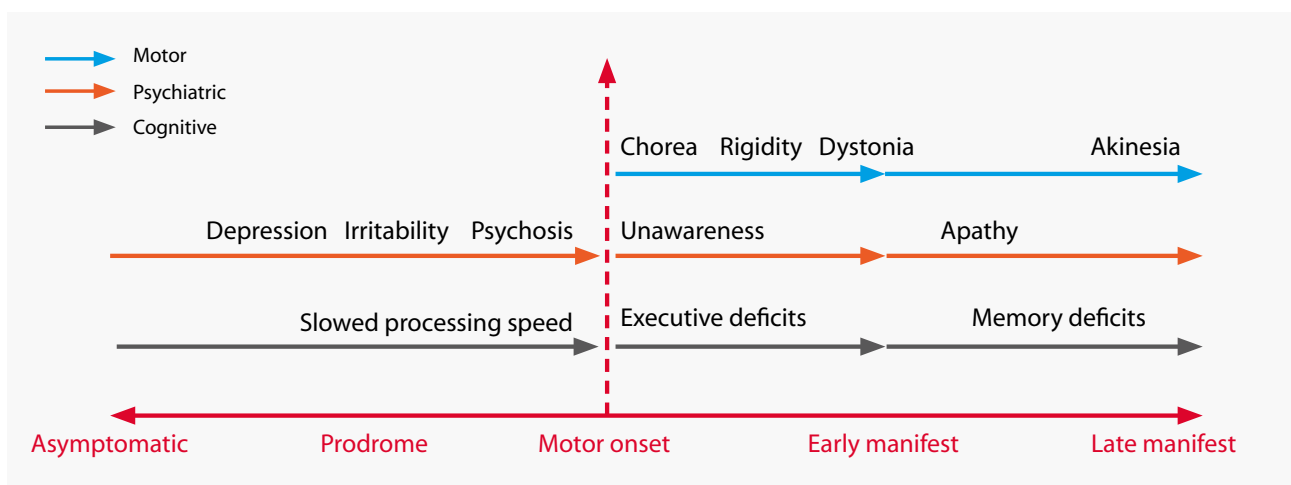 Motor
Psychiatric
Cognitive
Chorea Rigidity Dystonia Akinesia
Depression Irritability Psychosis Unawareness Apathy
Slowed processing speed Executive deficits Memory deficits
Asymptomatic Prodrome Motor onset Early manifest Late manifest